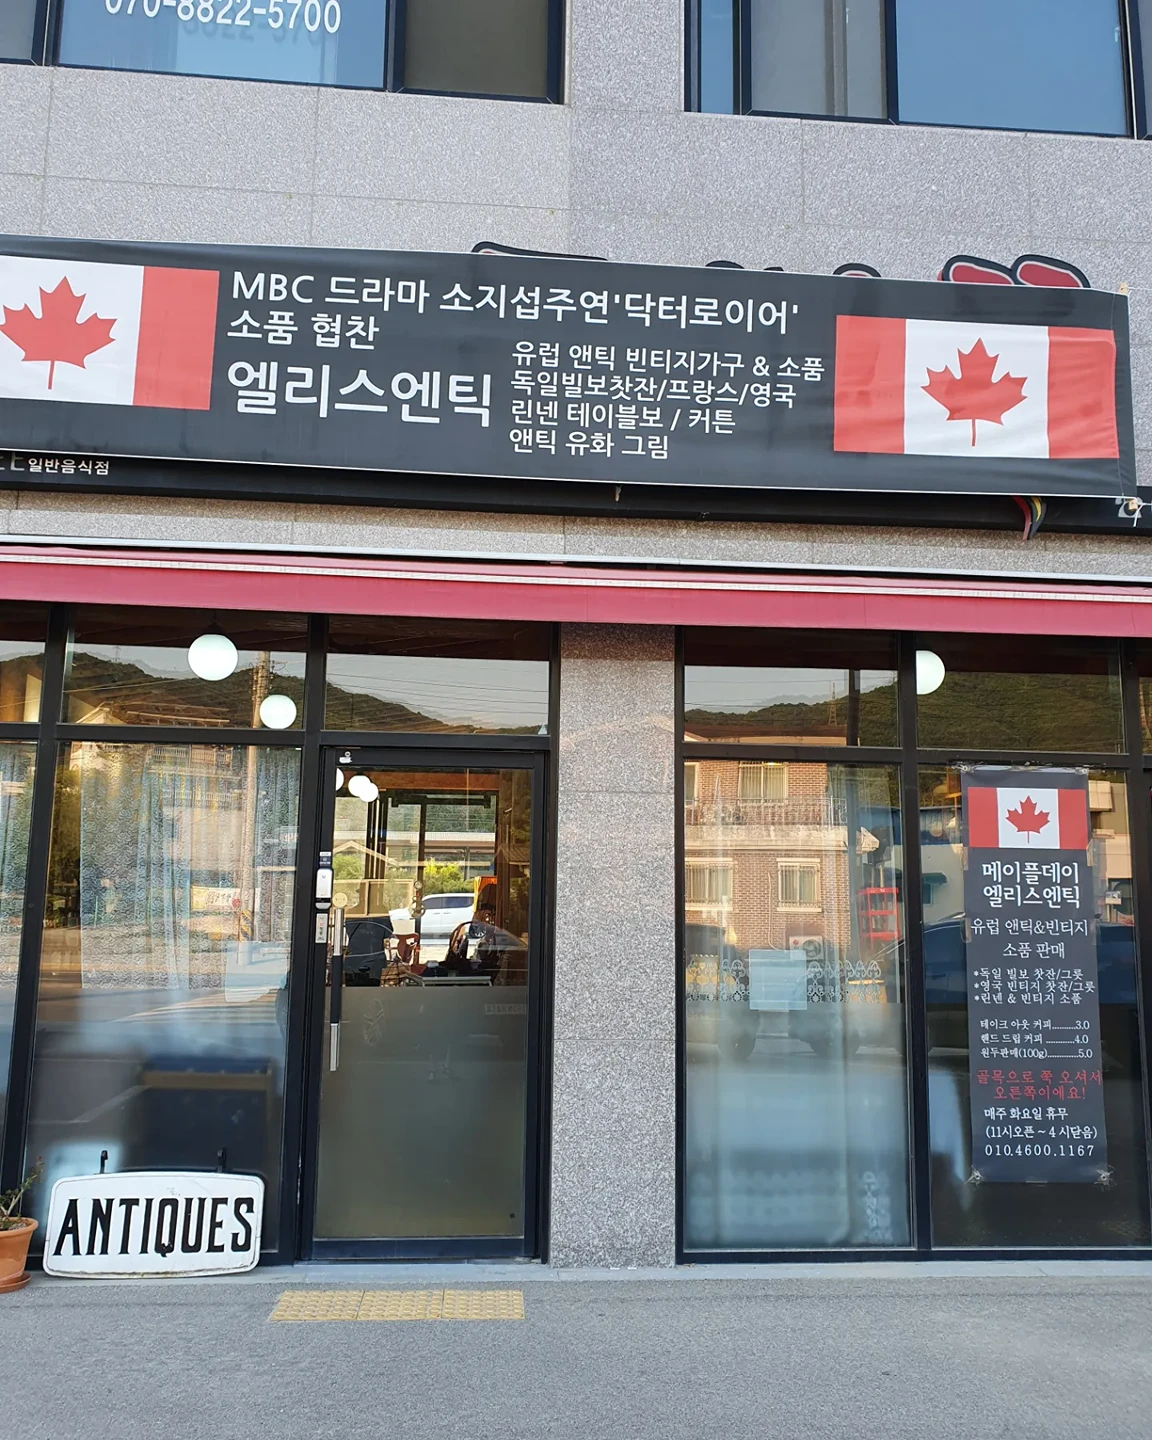 070-8822-5700
MBC 드라마 소지섭주연'닥터로이어'
소품 협찬
엘리스엔틱
유럽 앤틱 빈티지가구 & 소품
독일빌보찻잔/프랑스/영국
린넨 테이블보 / 커튼
앤틱 유화 그림
일반음식점
메이플데이
엘리스엔틱
유럽 앤틱&빈티지
소품 판매
*독일 빌보 찻잔/그릇
*영국 빈티지 찻잔/그릇
*린넨 & 빈티지 소품
테이크 아웃 커피..........3.0
핸드 드립 커피 ............4.0
원두판매(100g)..............5.0
골목으로 쭉 오셔서
오른쪽이에요!
매주 화요일 휴무
(11시오픈 ~ 4 시닫음)
010.4600.1167
ANTIQUES